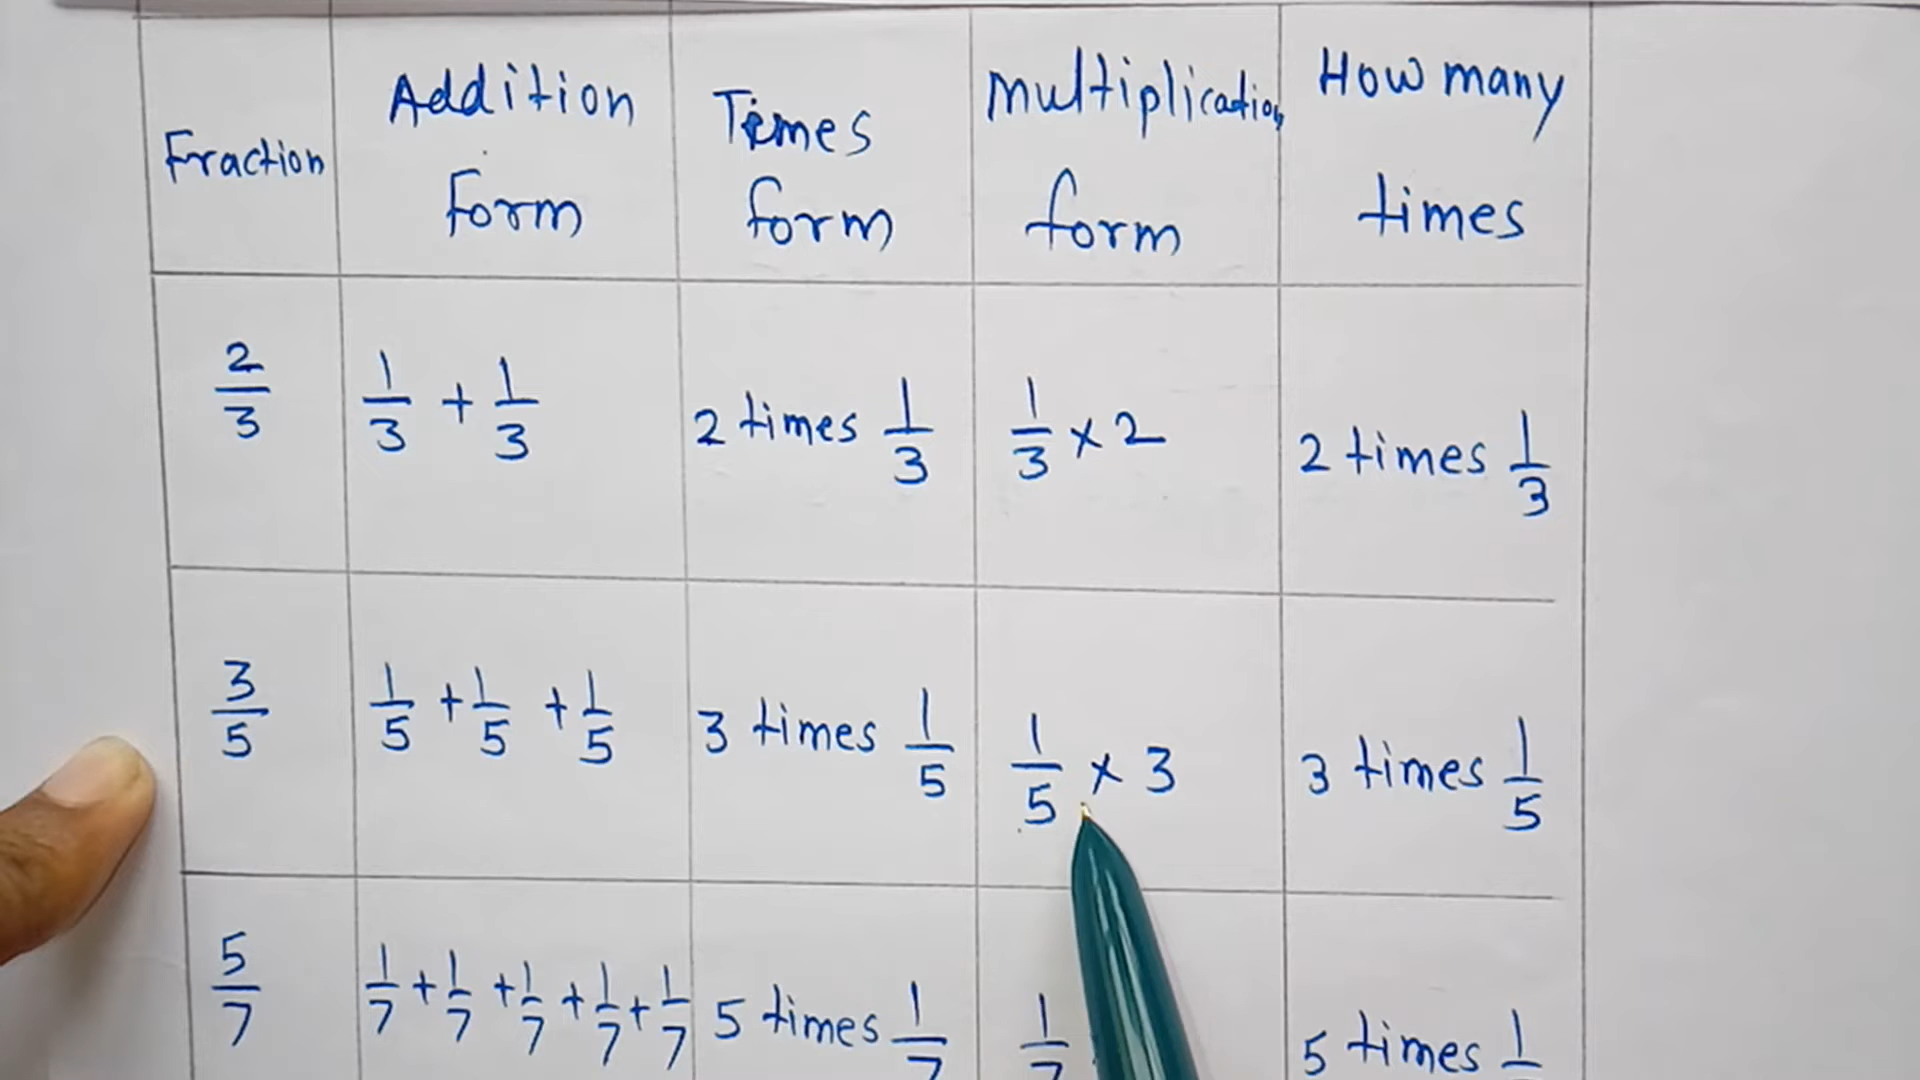 Fraction
Addition
Form
Times
form
multiplication
form
How many
times
2/3
1/3 + 1/3
2 times 1/3
1/3 × 2
2 times 1/3
3/5
1/5 + 1/5 + 1/5
3 times 1/5
1/5 × 3
3 times 1/5
5/7
1/7 + 1/7 + 1/7 + 1/7 + 1/7
5 times 1/7
1/7
5 times 1